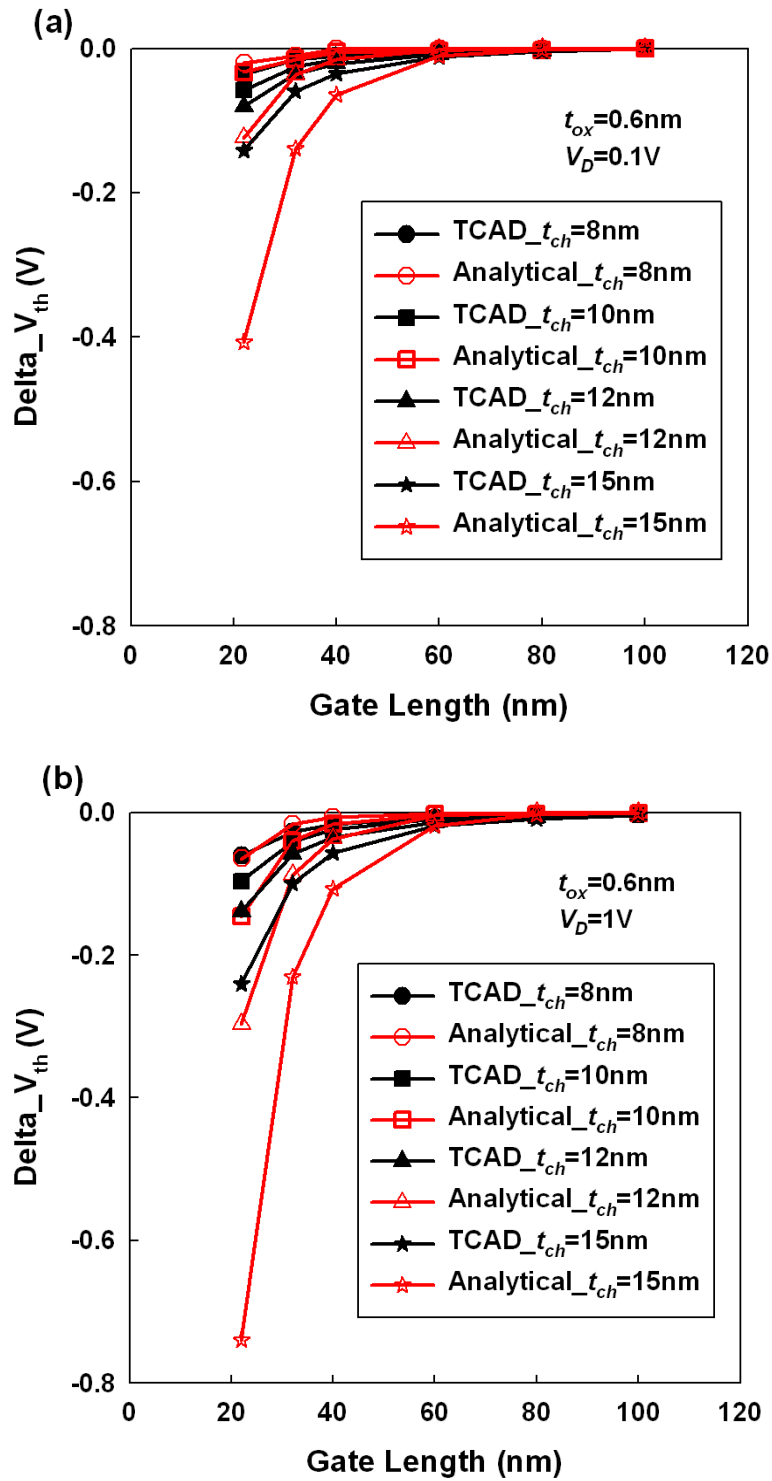 (a)
0.0
-0.2
-0.4
-0.6
-0.8
Delta_V_th (V)
t_ox=0.6nm
V_D=0.1V
TCAD_t_ch=8nm
Analytical_t_ch=8nm
TCAD_t_ch=10nm
Analytical_t_ch=10nm
TCAD_t_ch=12nm
Analytical_t_ch=12nm
TCAD_t_ch=15nm
Analytical_t_ch=15nm
0 20 40 60 80 100 120
Gate Length (nm)
(b)
0.0
-0.2
-0.4
-0.6
-0.8
Delta_V_th (V)
t_ox=0.6nm
V_D=1V
TCAD_t_ch=8nm
Analytical_t_ch=8nm
TCAD_t_ch=10nm
Analytical_t_ch=10nm
TCAD_t_ch=12nm
Analytical_t_ch=12nm
TCAD_t_ch=15nm
Analytical_t_ch=15nm
0 20 40 60 80 100 120
Gate Length (nm)